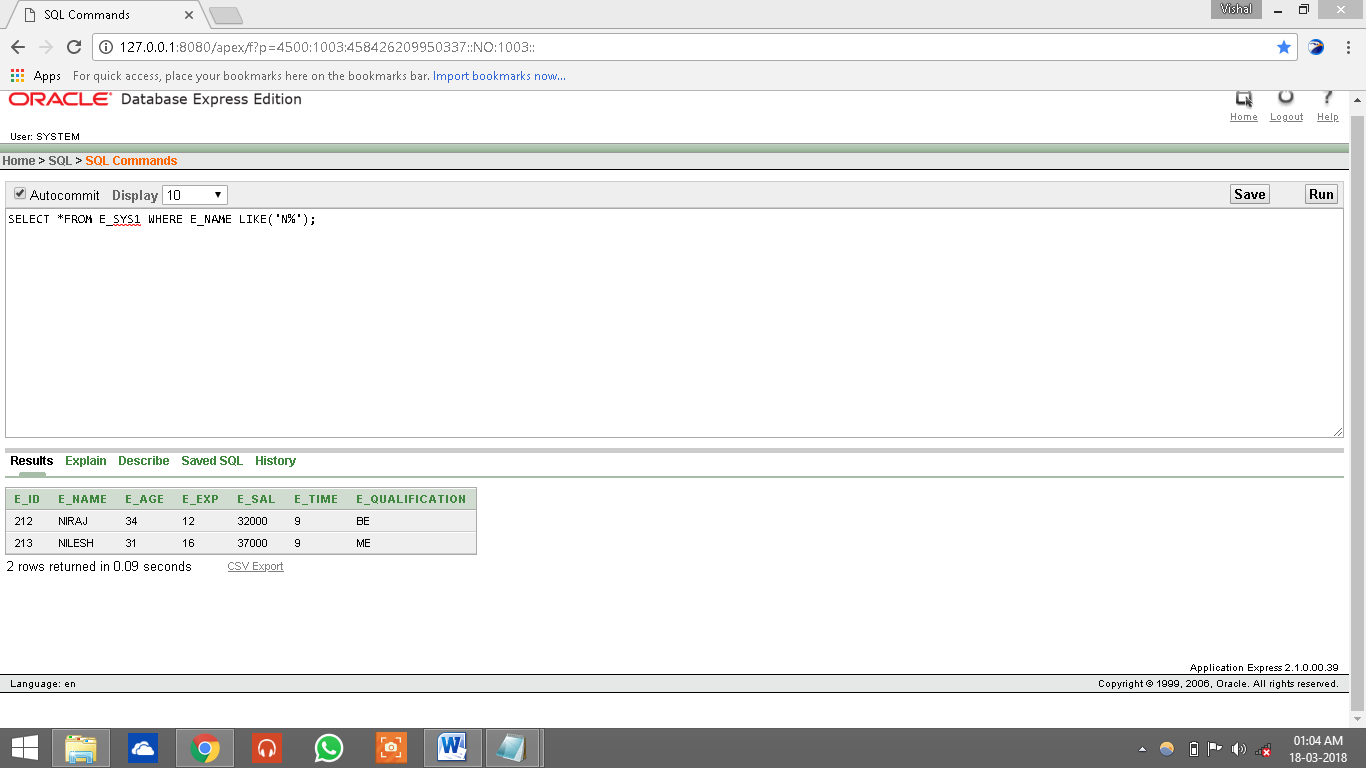 SQL Commands
Vishal
127.0.0.1:8080/apex/f?p=4500:1003:458426209950337::NO:1003::
Apps For quick access, place your bookmarks here on the bookmarks bar. Import bookmarks now...
ORACLE Database Express Edition
Home Logout Help
User: SYSTEM
Home > SQL > SQL Commands
Autocommit Display 10 Save Run
SELECT *FROM E_SYS1 WHERE E_NAME LIKE('N%');
Results Explain Describe Saved SQL History
E_ID E_NAME E_AGE E_EXP E_SAL E_TIME E_QUALIFICATION
212 NIRAJ 34 12 32000 9 BE
213 NILESH 31 16 37000 9 ME
2 rows returned in 0.09 seconds CSV Export
Application Express 2.1.0.00.39
Language: en Copyright © 1999, 2006, Oracle. All rights reserved.
01:04 AM
18-03-2018